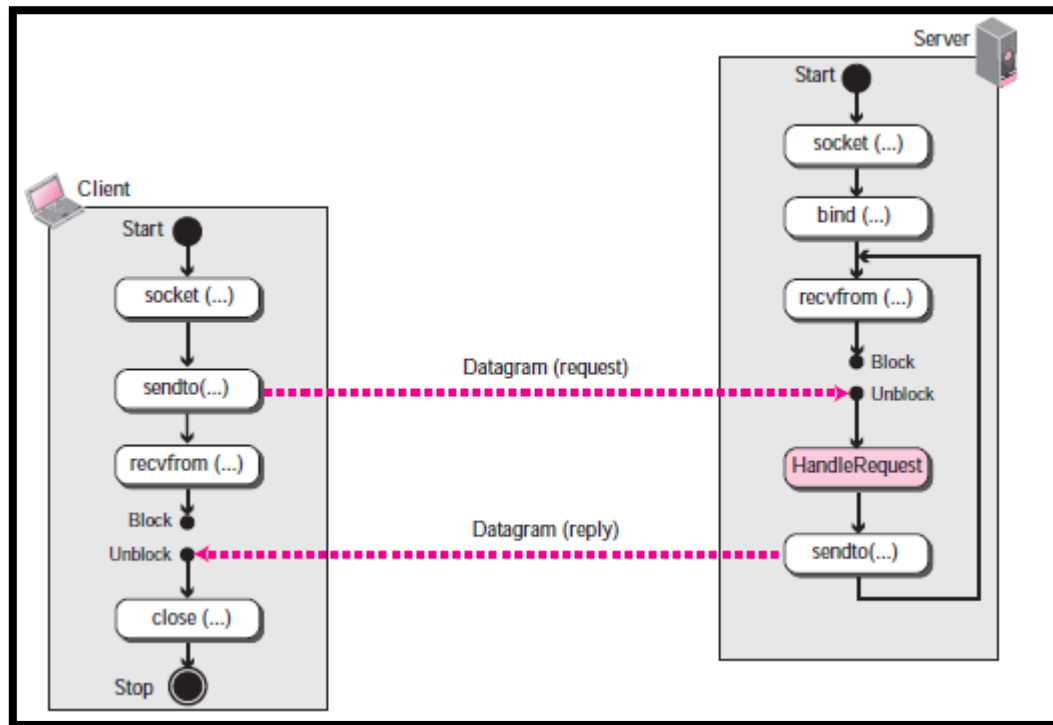 Server
Start
socket (...)
bind (...)
recvfrom (...)
Block
Unblock
HandleRequest
sendto(...)
Client
Start
socket (...)
sendto(...)
recvfrom (...)
Block
Unblock
close (...)
Stop
Datagram (request)
Datagram (reply)